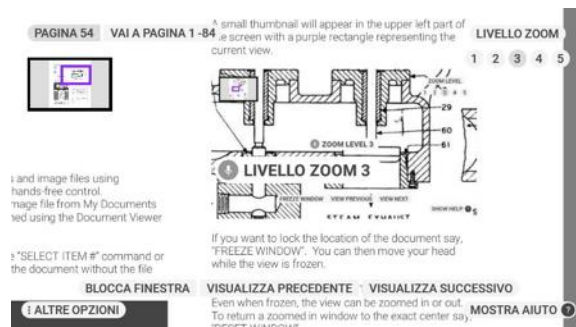 A small thumbnail will appear in the upper left part of
PAGINA 54 VAI A PAGINA 1 -84
screen with a purple rectangle representing the
LIVELLO ZOOM
current view.
1 2 3 4 5
ZOOM LEVEL
1 2 3 4 5
29
60
ZOOM LEVEL 3
61
LIVELLO ZOOM 3
and image files using
hands-free control.
mage file from My Documents
ned using the Document Viewer
FREEZE WINDOW VIEW PREVIOUS VIEW NEXT
STEAM EXHAUST
SHOW HELP
If you want to lock the location of the document say,
"FREEZE WINDOW". You can then move your head
while the view is frozen.
"SELECT ITEM #" command or
the document without the file
BLOCCA FINESTRA VISUALIZZA PRECEDENTE VISUALIZZA SUCCESSIVO
Even when frozen, the view can be zoomed in or out.
ALTRE OPZIONI
To return a zoomed in window to the exact center say,
MOSTRA AIUTO ?
"RESET WINDOW"